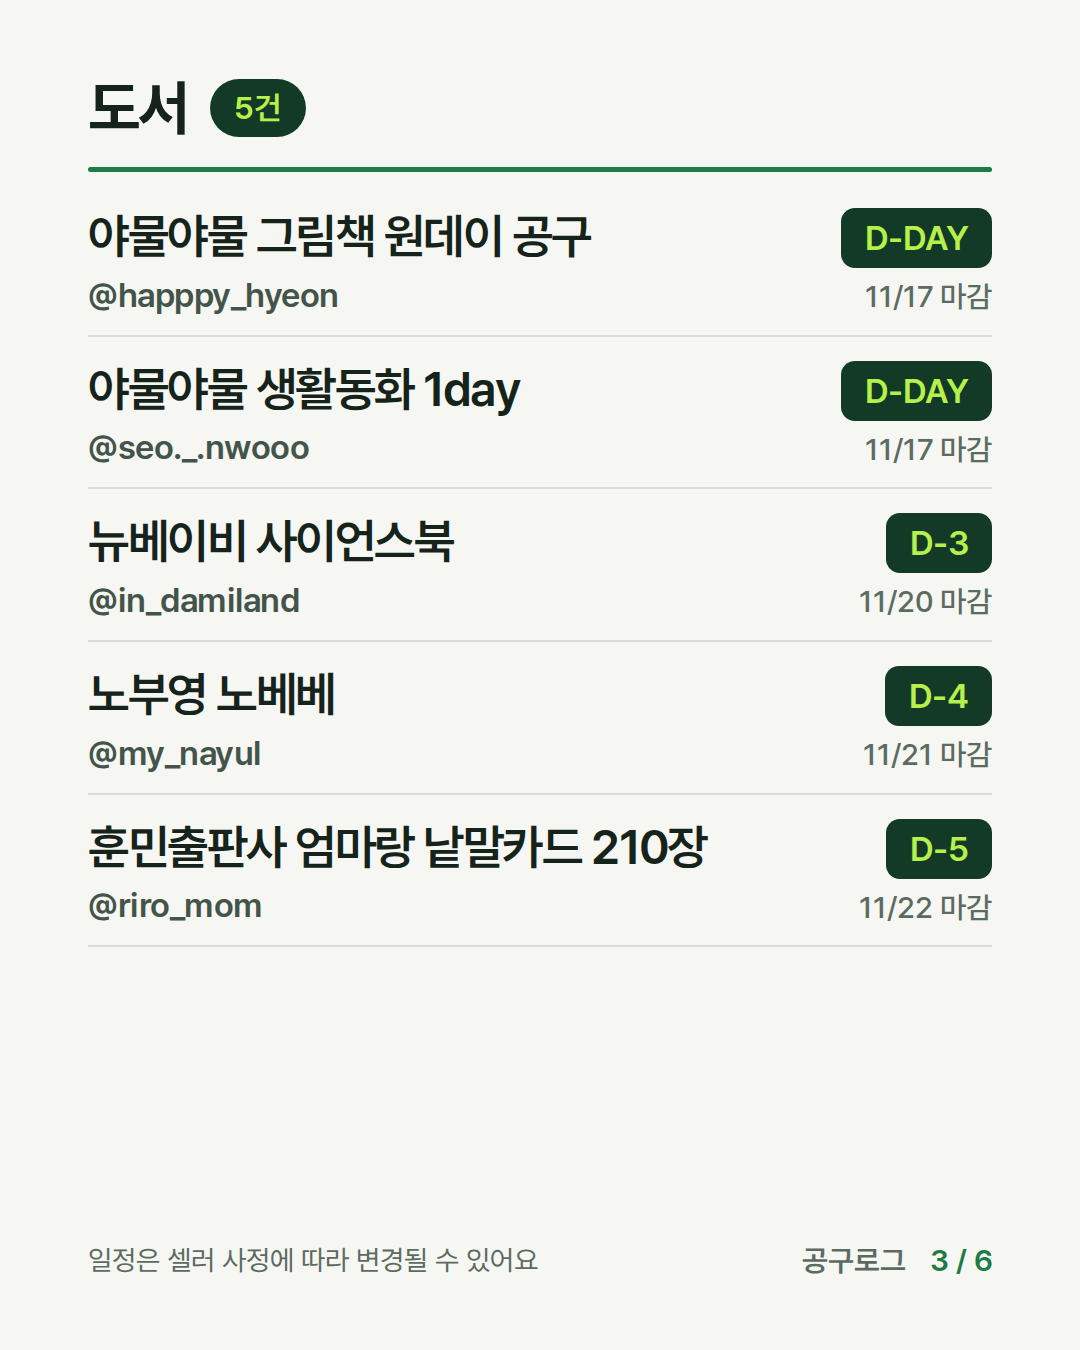 도서 5건
야물야물 그림책 원데이 공구 D-DAY
@happpy_hyeon 11/17 마감
야물야물 생활동화 1day D-DAY
@seo._.nwooo 11/17 마감
뉴베이비 사이언스북 D-3
@in_damiland 11/20 마감
노부영 노베베 D-4
@my_nayul 11/21 마감
훈민출판사 엄마랑 낱말카드 210장 D-5
@riro_mom 11/22 마감
일정은 셀러 사정에 따라 변경될 수 있어요 공구로그 3 / 6